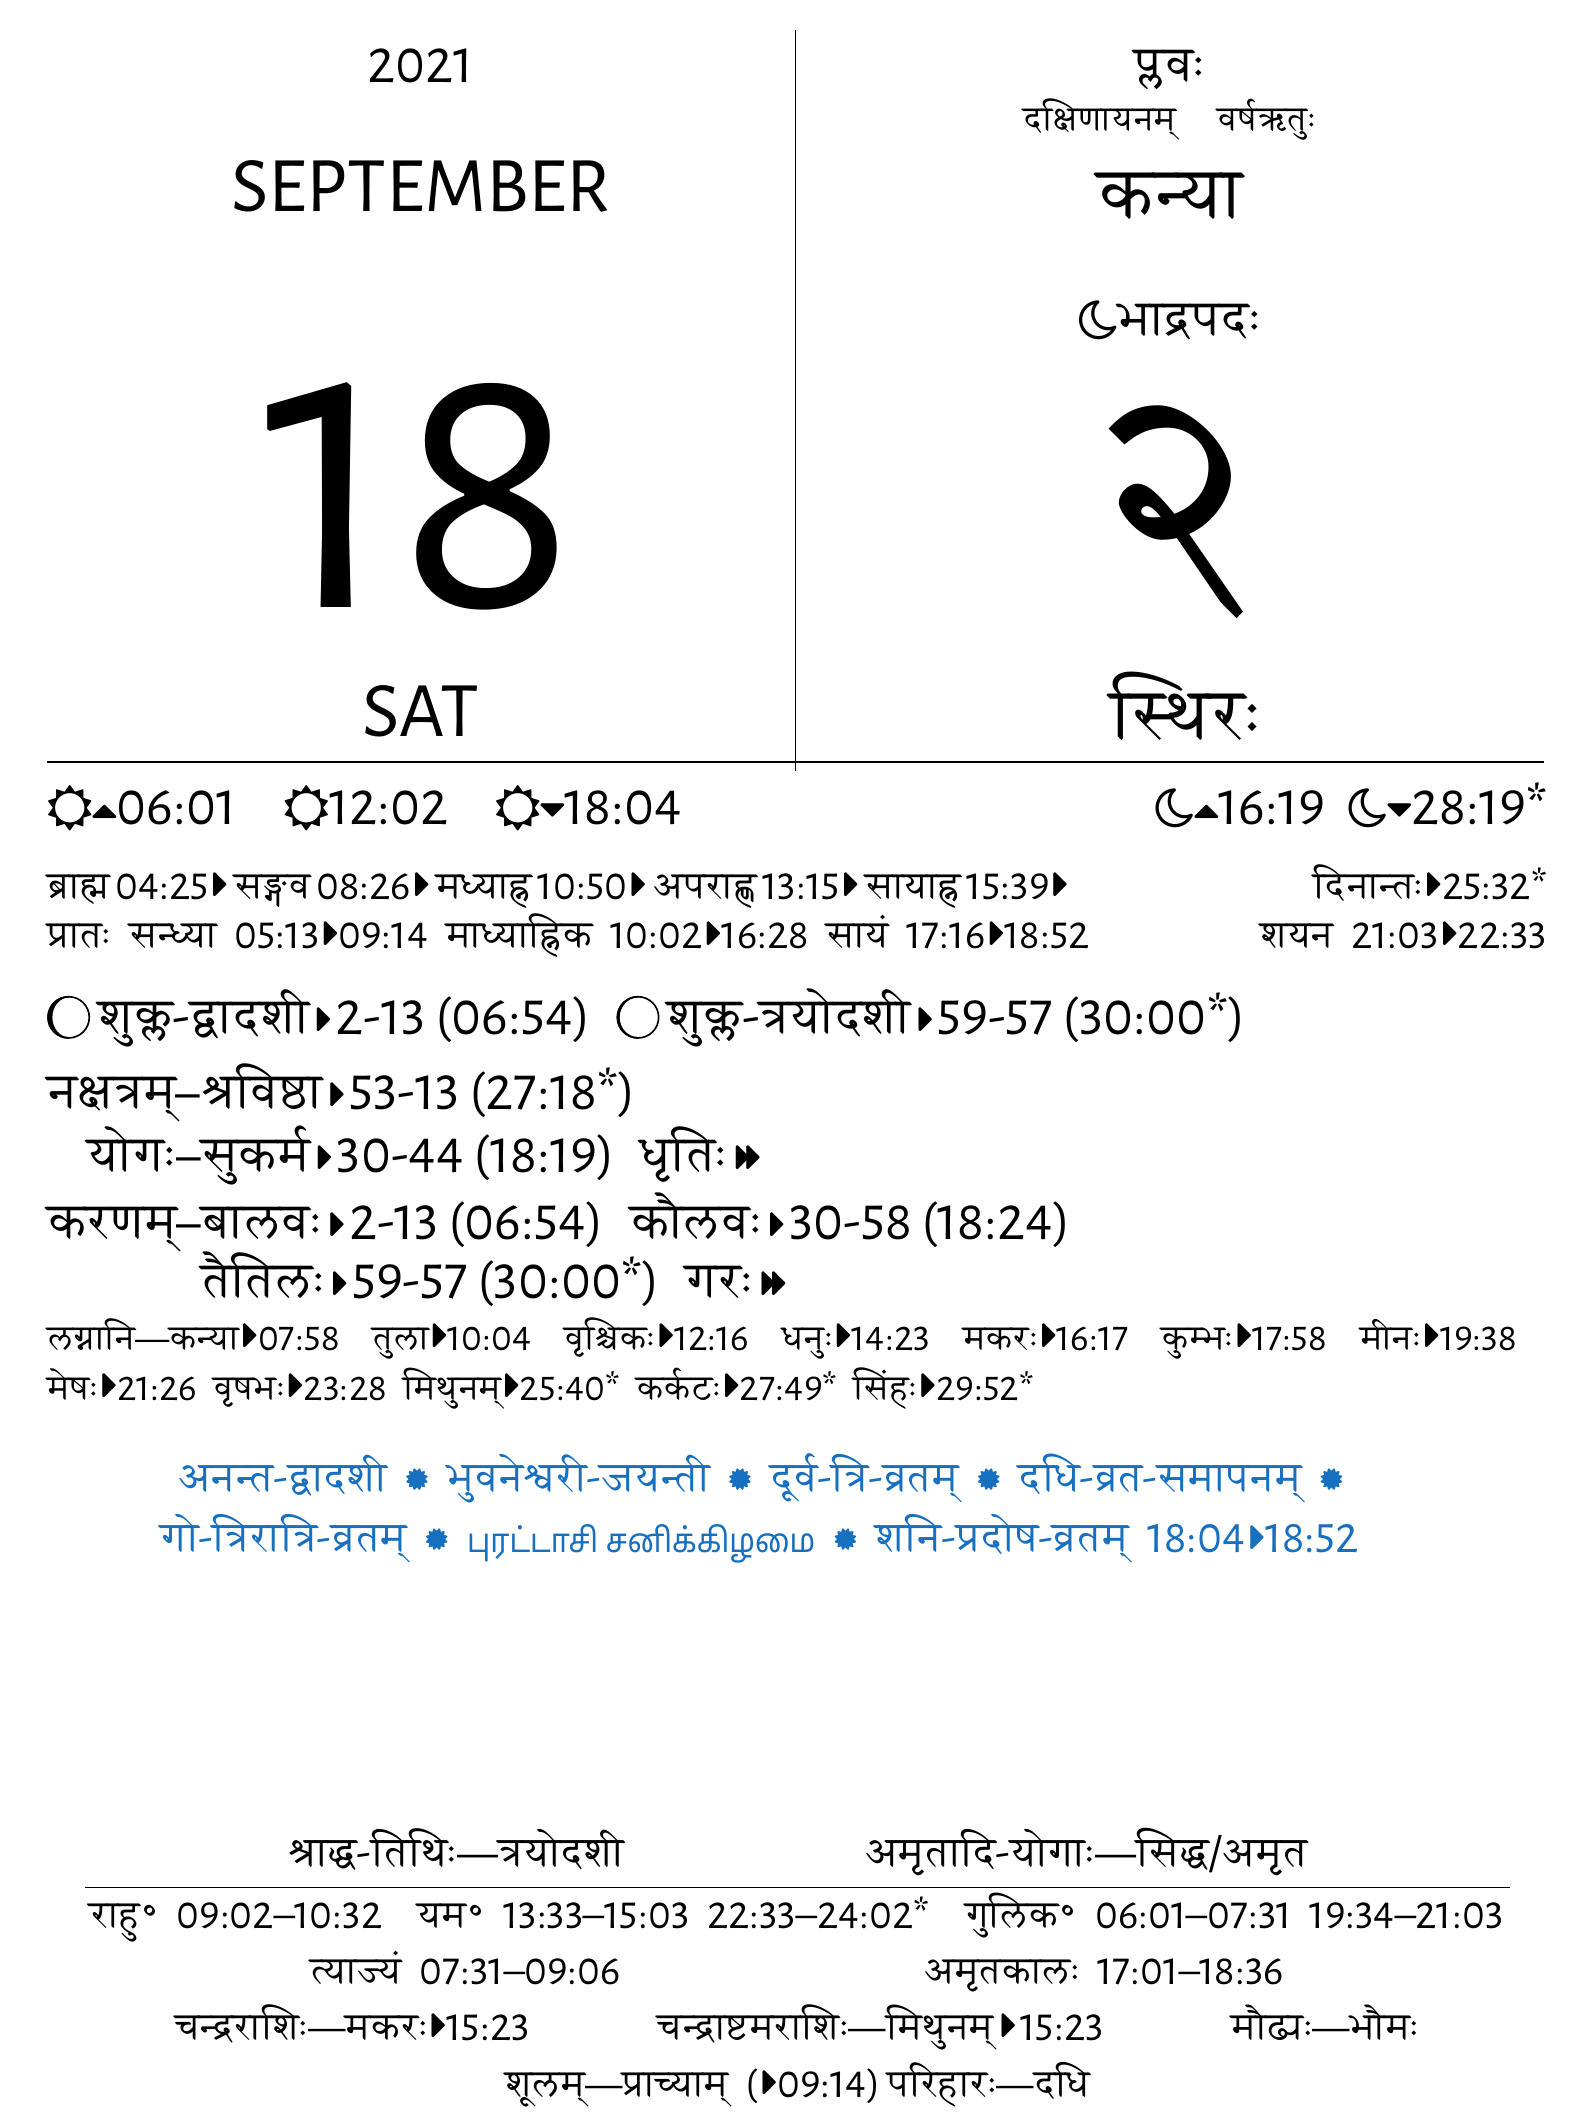 2021
SEPTEMBER
18
SAT
प्लवः
दक्षिणायनम् वर्षऋतुः
कन्या
भाद्रपदः
२
स्थिरः
06:01 12:02 18:04 16:19 28:19*
ब्राह्म 04:25 सङ्गव 08:26 मध्याह्न 10:50 अपराह्ण 13:15 सायाह्न 15:39 दिनान्तः 25:32*
प्रातः सन्ध्या 05:13 09:14 माध्याह्निक 10:02 16:28 सायं 17:16 18:52 शयन 21:03 22:33
शुक्ल-द्वादशी 2-13 (06:54) शुक्ल-त्रयोदशी 59-57 (30:00*)
नक्षत्रम्–श्रविष्ठा 53-13 (27:18*)
योगः–सुकर्म 30-44 (18:19) धृतिः
करणम्–बालवः 2-13 (06:54) कौलवः 30-58 (18:24)
तैतिलः 59-57 (30:00*) गरः
लग्नानि—कन्या 07:58 तुला 10:04 वृश्चिकः 12:16 धनुः 14:23 मकरः 16:17 कुम्भः 17:58 मीनः 19:38
मेषः 21:26 वृषभः 23:28 मिथुनम् 25:40* कर्कटः 27:49* सिंहः 29:52*
अनन्त-द्वादशी ✹ भुवनेश्वरी-जयन्ती ✹ दूर्व-त्रि-व्रतम् ✹ दधि-व्रत-समापनम् ✹
गो-त्रिरात्रि-व्रतम् ✹ புரட்டாசி சனிக்கிழமை ✹ शनि-प्रदोष-व्रतम् 18:04 18:52
श्राद्ध-तिथिः—त्रयोदशी अमृतादि-योगाः—सिद्ध/अमृत
राहु॰ 09:02–10:32 यम॰ 13:33–15:03 22:33–24:02* गुलिक॰ 06:01–07:31 19:34–21:03
त्याज्यं 07:31–09:06 अमृतकालः 17:01–18:36
चन्द्रराशिः—मकरः 15:23 चन्द्राष्टमराशिः—मिथुनम् 15:23 मौढ्यः—भौमः
शूलम्—प्राच्याम् ( 09:14) परिहारः—दधि